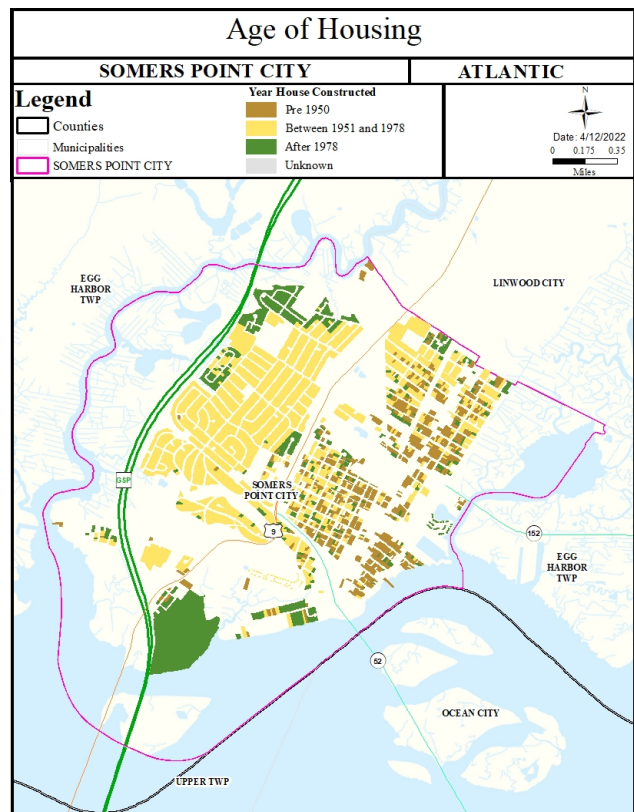 Age of Housing
SOMERS POINT CITY
ATLANTIC
Legend
Counties
Municipalities
SOMERS POINT CITY
Year House Constructed
Pre 1950
Between 1951 and 1978
After 1978
Unknown
N
Date: 4/12/2022
0 0.175 0.35
Miles
EGG
HARBOR
TWP
LINWOOD CITY
GSP
SOMERS
POINT CITY
9
152
EGG
HARBOR
TWP
52
OCEAN CITY
UPPER TWP